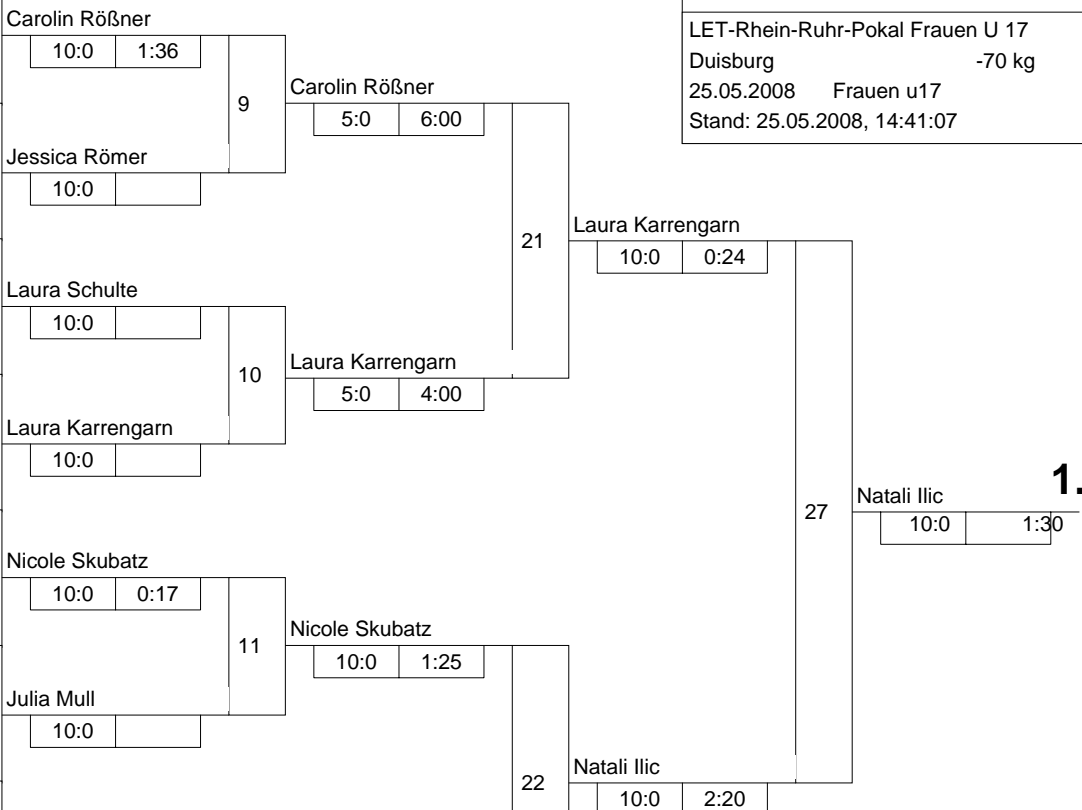 LET-Rhein-Ruhr-Pokal Frauen U 17
Duisburg -70 kg
25.05.2008 Frauen u17
Stand: 25.05.2008, 14:41:07
Carolin Rößner
10:0 1:36
9
Carolin Rößner
5:0 6:00
Jessica Römer
10:0
21
Laura Karrengarn
10:0 0:24
Laura Schulte
10:0
10
Laura Karrengarn
5:0 4:00
Laura Karrengarn
10:0
27
Natali Ilic 1.
10:0 1:30
Nicole Skubatz
10:0 0:17
11
Nicole Skubatz
10:0 1:25
Julia Mull
10:0
22
Natali Ilic
10:0 2:20